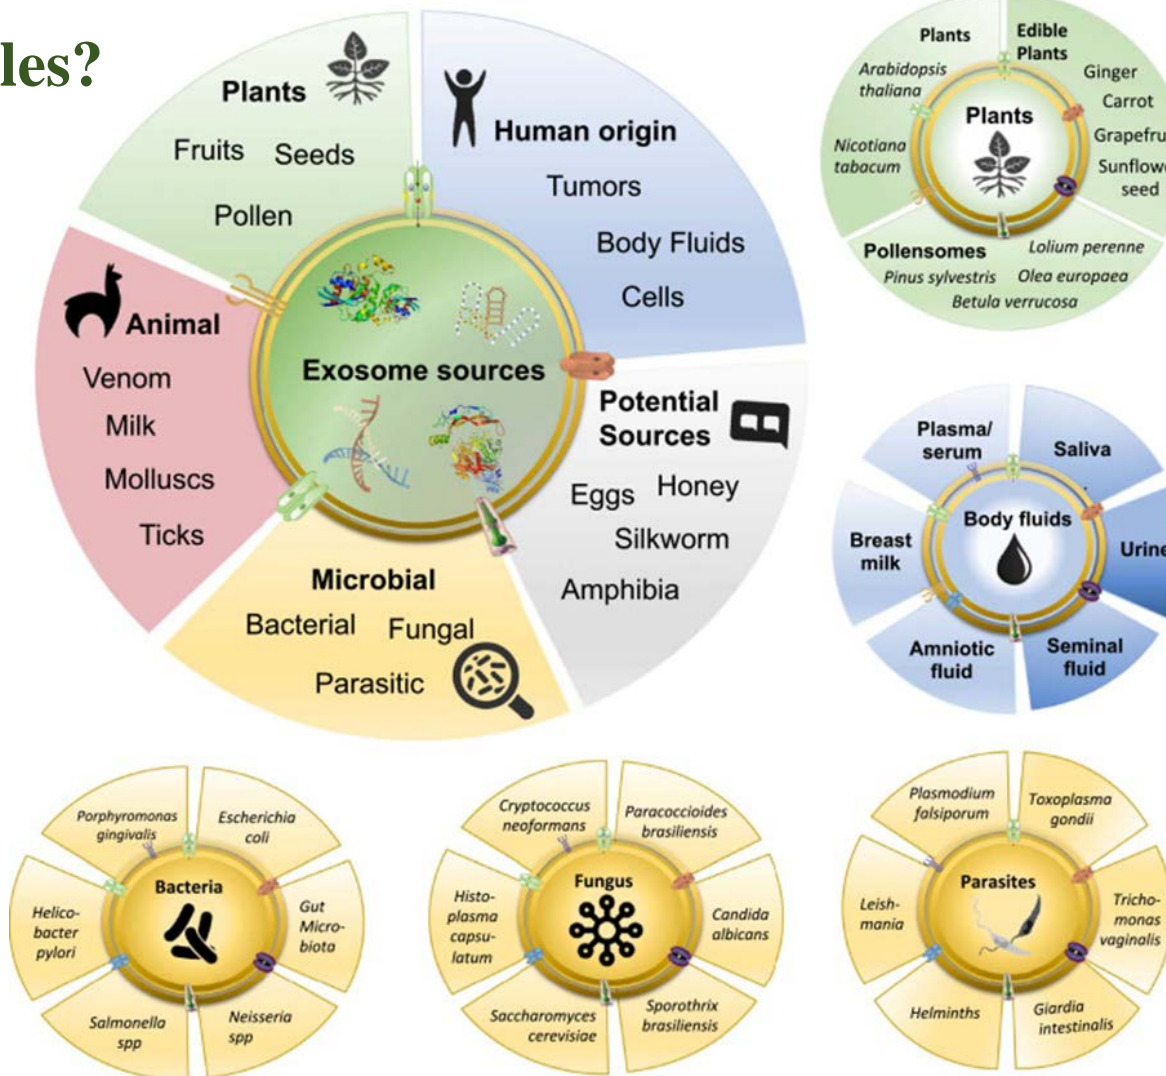 les?
Plants
Fruits Seeds
Pollen
Human origin
Tumors
Body Fluids
Cells
Animal
Venom
Milk
Molluscs
Ticks
Exosome sources
Potential
Sources
Eggs Honey
Silkworm
Amphibia
Microbial
Bacterial Fungal
Parasitic
Plants
Edible
Plants
Arabidopsis
thaliana
Nicotiana
tabacum
Plants
Ginger
Carrot
Grapefru
Sunflowe
seed
Pollensomes
Lolium perenne
Pinus sylvestris Olea europaea
Betula verrucosa
Plasma/
serum
Saliva
Breast
milk
Body fluids
Urine
Amniotic
fluid
Seminal
fluid
Porphyromonas
gingivalis
Escherichia
coli
Helico-
bacter
pylori
Bacteria
Gut
Micro-
biota
Salmonella
spp
Neisseria
spp
Cryptococcus
neoformans
Paracoccioides
brasiliensis
Histo-
plasma
capsu-
latum
Fungus
Candida
albicans
Saccharomyces
cerevisiae
Sporothrix
brasiliensis
Plasmodium
falsiporum
Toxoplasma
gondii
Leish-
mania
Parasites
Tricho-
monas
vaginalis
Helminths
Giardia
intestinalis